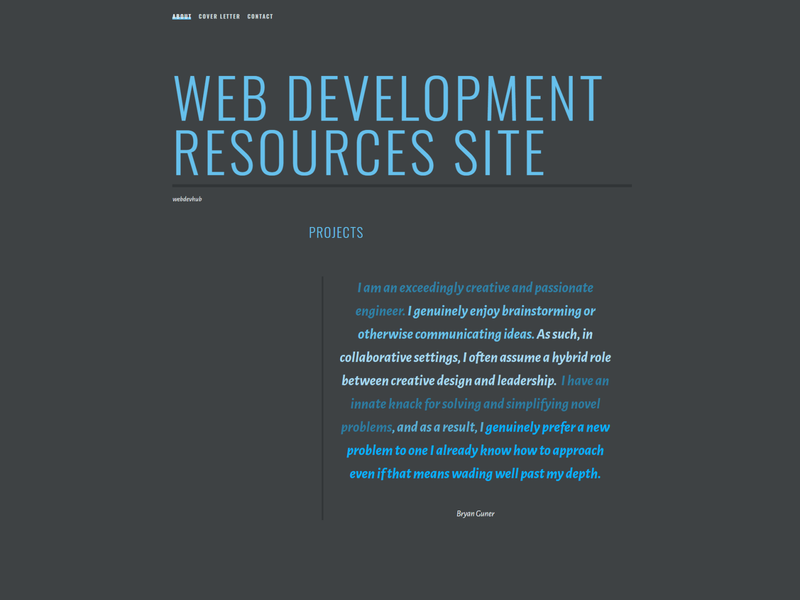 ABOUT COVER LETTER CONTACT
WEB DEVELOPMENT
RESOURCES SITE
webdevhub
PROJECTS
I am an exceedingly creative and passionate
engineer. I genuinely enjoy brainstorming or
otherwise communicating ideas. As such, in
collaborative settings, I often assume a hybrid role
between creative design and leadership. I have an
innate knack for solving and simplifying novel
problems, and as a result, I genuinely prefer a new
problem to one I already know how to approach
even if that means wading well past my depth.
Bryan Guner